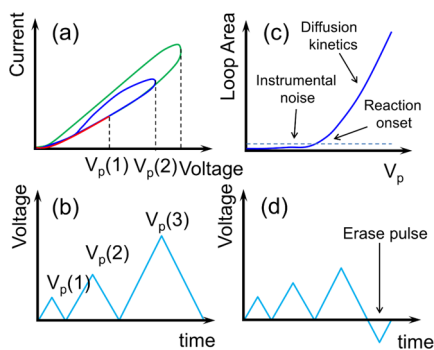 (a)
Current
V_p(1)
V_p(2)
Voltage
(c)
Loop Area
Diffusion
kinetics
Instrumental
noise
Reaction
onset
V_p
(b)
Voltage
V_p(1)
V_p(2)
V_p(3)
time
(d)
Voltage
Erase pulse
time